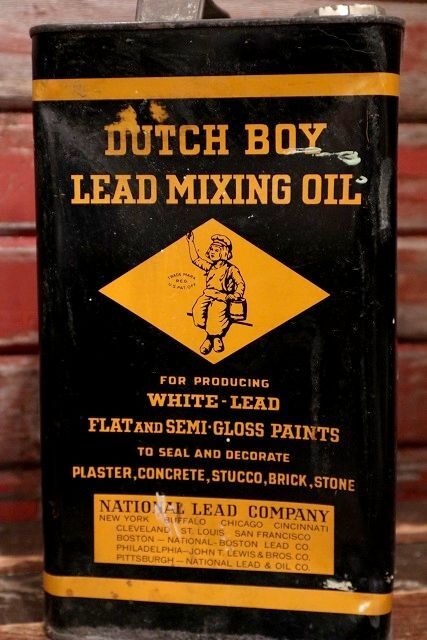 DUTCH BOY
LEAD MIXING OIL
TRADE MARK
REG.
U.S. PAT. OFF.
FOR PRODUCING
WHITE-LEAD
FLAT AND SEMI-GLOSS PAINTS
TO SEAL AND DECORATE
PLASTER, CONCRETE, STUCCO, BRICK, STONE
NATIONAL LEAD COMPANY
NEW YORK BUFFALO CHICAGO CINCINNATI
CLEVELAND ST. LOUIS SAN FRANCISCO
BOSTON — NATIONAL-BOSTON LEAD CO.
PHILADELPHIA — JOHN T. LEWIS & BROS. CO.
PITTSBURGH — NATIONAL LEAD & OIL CO.